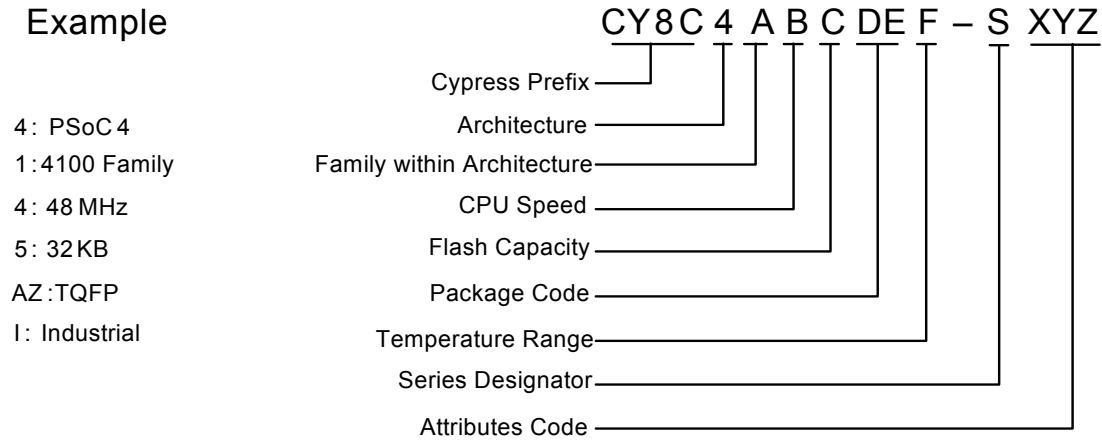 Example
CY8C 4 A B C DE F – S XYZ
Cypress Prefix
4: PSoC 4
Architecture
1:4100 Family
Family within Architecture
4: 48 MHz
CPU Speed
5: 32 KB
Flash Capacity
AZ :TQFP
Package Code
I: Industrial
Temperature Range
Series Designator
Attributes Code